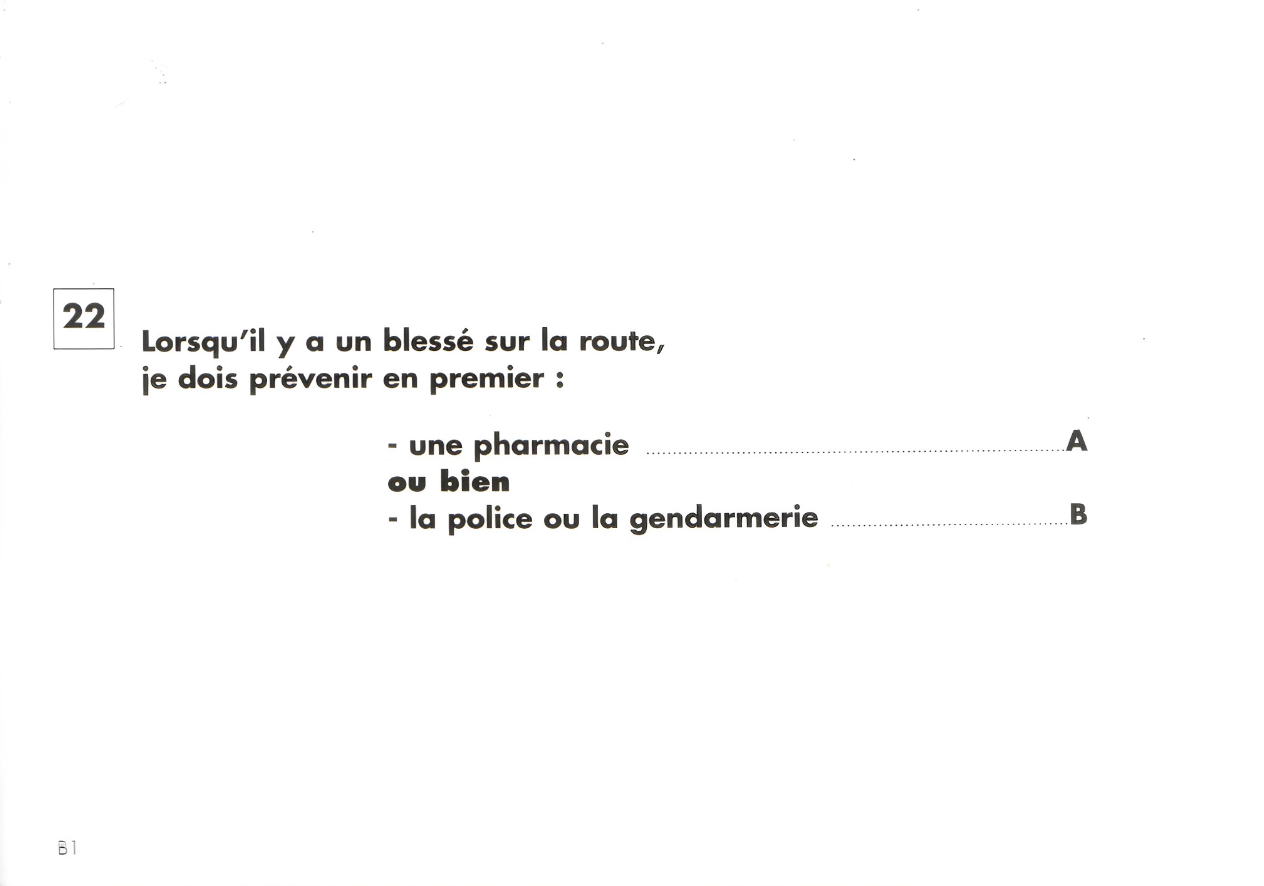 22
Lorsqu'il y a un blessé sur la route,
je dois prévenir en premier :
- une pharmacie ........................ A
ou bien
- la police ou la gendarmerie ........................ B
B1